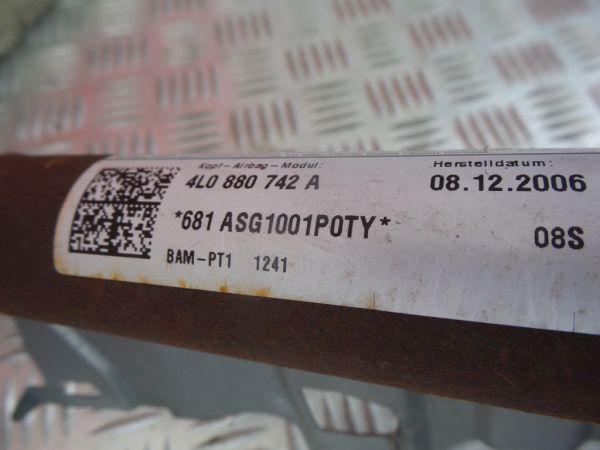 Kopf-Airbag-Modul: Herstelldatum:
4L0 880 742 A 08.12.2006
*681 ASG1001P0TY* 08S
BAM-PT1 1241